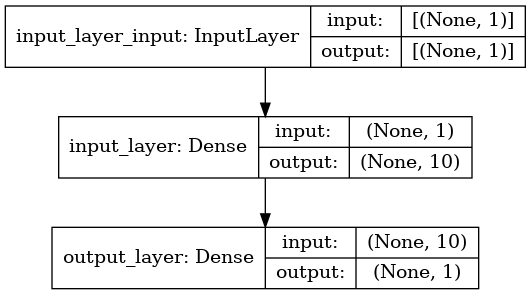 input_layer_input: InputLayer
input: [(None, 1)]
output: [(None, 1)]
input_layer: Dense
input: (None, 1)
output: (None, 10)
output_layer: Dense
input: (None, 10)
output: (None, 1)